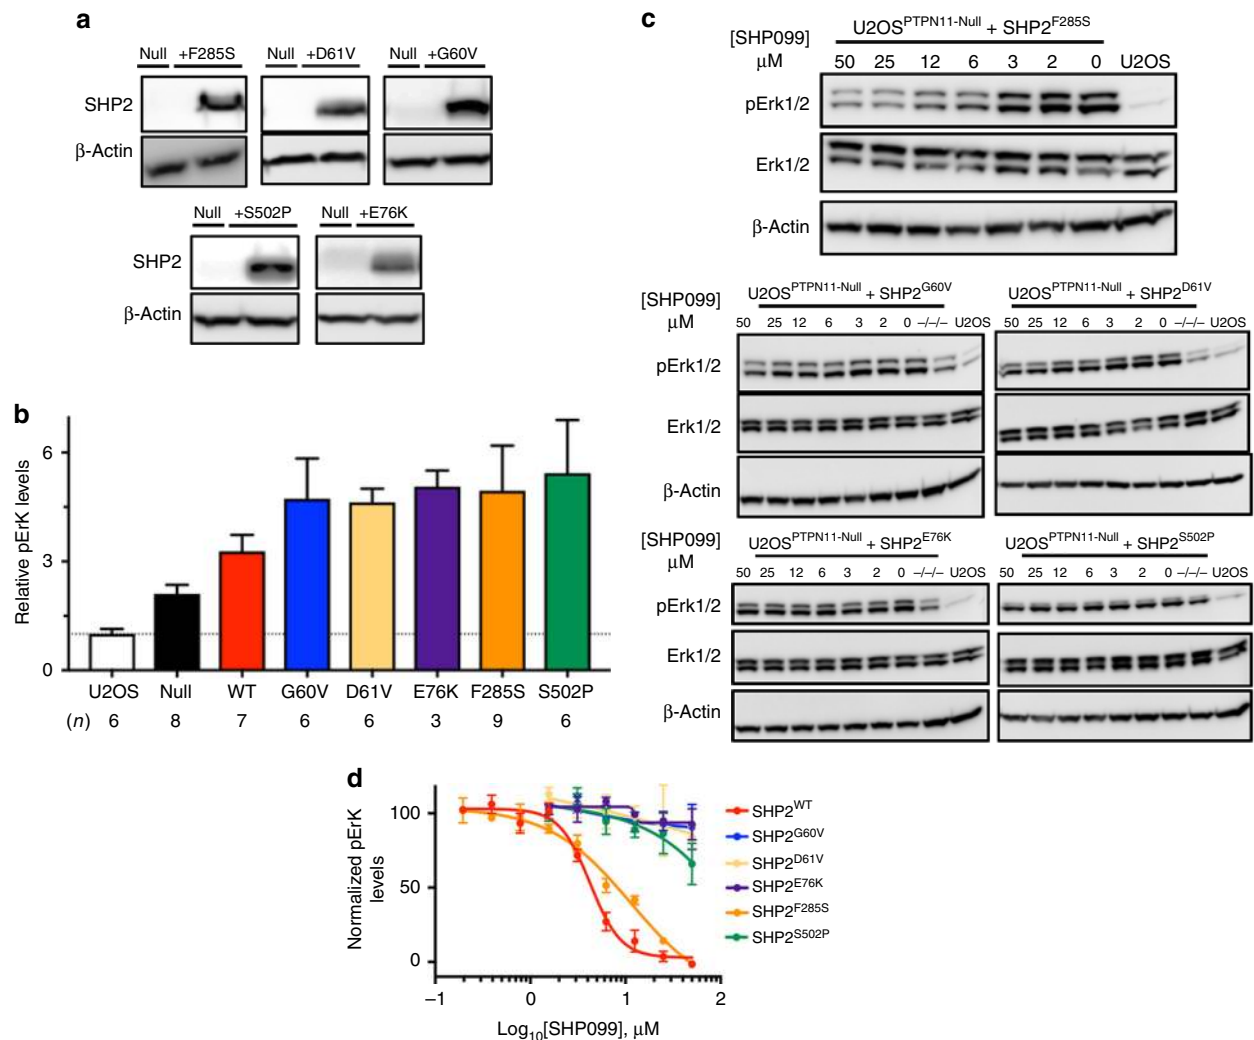 a
Null +F285S
Null +D61V
Null +G60V
SHP2
β-Actin
Null +S502P
Null +E76K
SHP2
β-Actin
b
Relative pErK levels
6
3
0
U2OS Null WT G60V D61V E76K F285S S502P
(n) 6 8 7 6 6 3 9 6
c
U2OSPTPN11-Null + SHP2F285S
[SHP099]
μM
50 25 12 6 3 2 0 U2OS
pErk1/2
Erk1/2
β-Actin
[SHP099]
μM
U2OSPTPN11-Null + SHP2G60V
50 25 12 6 3 2 0 –/–/– U2OS
U2OSPTPN11-Null + SHP2D61V
50 25 12 6 3 2 0 –/–/– U2OS
pErk1/2
Erk1/2
β-Actin
[SHP099]
μM
U2OSPTPN11-Null + SHP2E76K
50 25 12 6 3 2 0 –/–/– U2OS
U2OSPTPN11-Null + SHP2S502P
50 25 12 6 3 2 0 –/–/– U2OS
pErk1/2
Erk1/2
β-Actin
d
Normalized pErK
levels
100
50
0
–1 0 1 2
Log10[SHP099], μM
SHP2WT
SHP2G60V
SHP2D61V
SHP2E76K
SHP2F285S
SHP2S502P